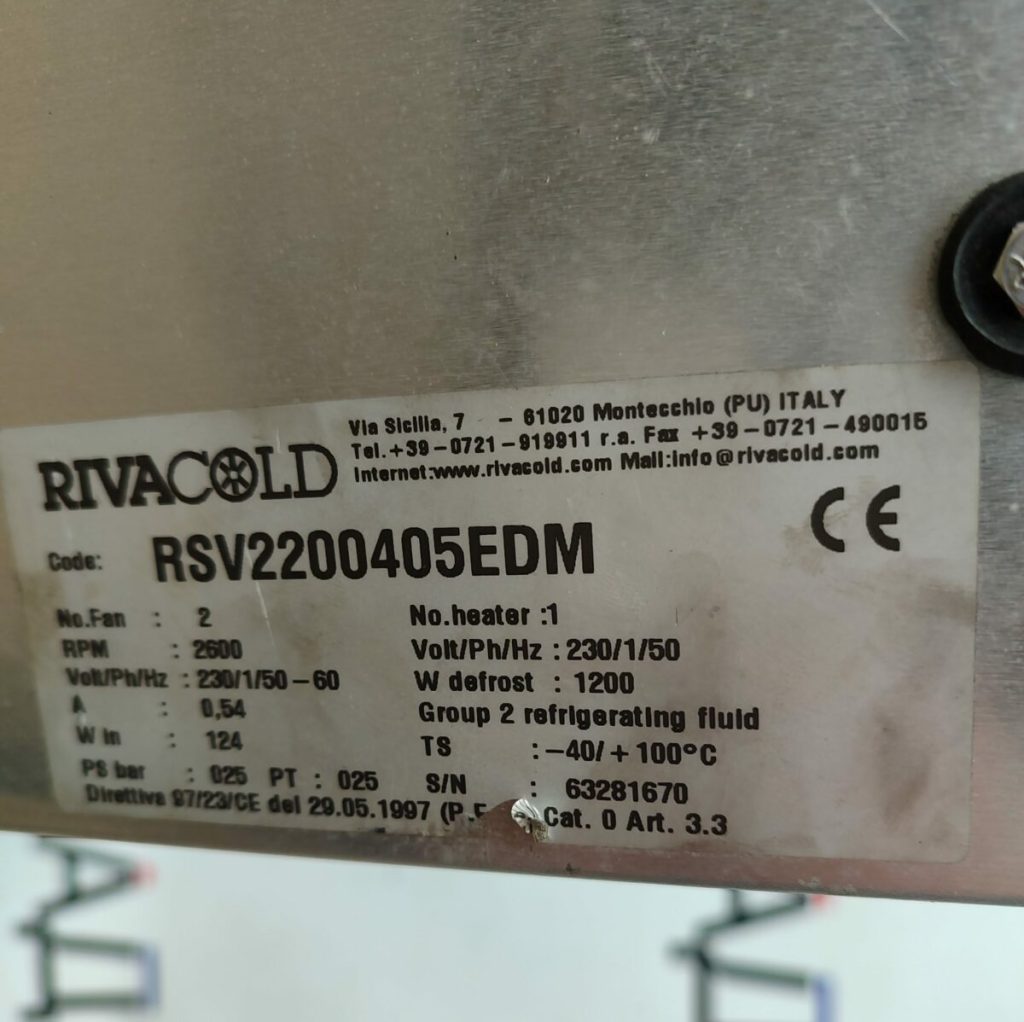 RIVACOLD
Via Sicilia, 7 - 61020 Montecchio (PU) ITALY
Tel.+39-0721-919911 r.a. Fax +39-0721-490015
Internet:www.rivacold.com Mail:info@rivacold.com
CE
Code: RSV2200405EDM
No.Fan : 2
RPM : 2600
Volt/Ph/Hz : 230/1/50-60
A : 0,54
W in : 124
PS bar : 025 PT : 025
No.heater :1
Volt/Ph/Hz : 230/1/50
W defrost : 1200
Group 2 refrigerating fluid
TS :-40/+100°C
S/N : 63281670
Direttiva 97/23/CE del 29.05.1997 (P. Cat. 0 Art. 3.3